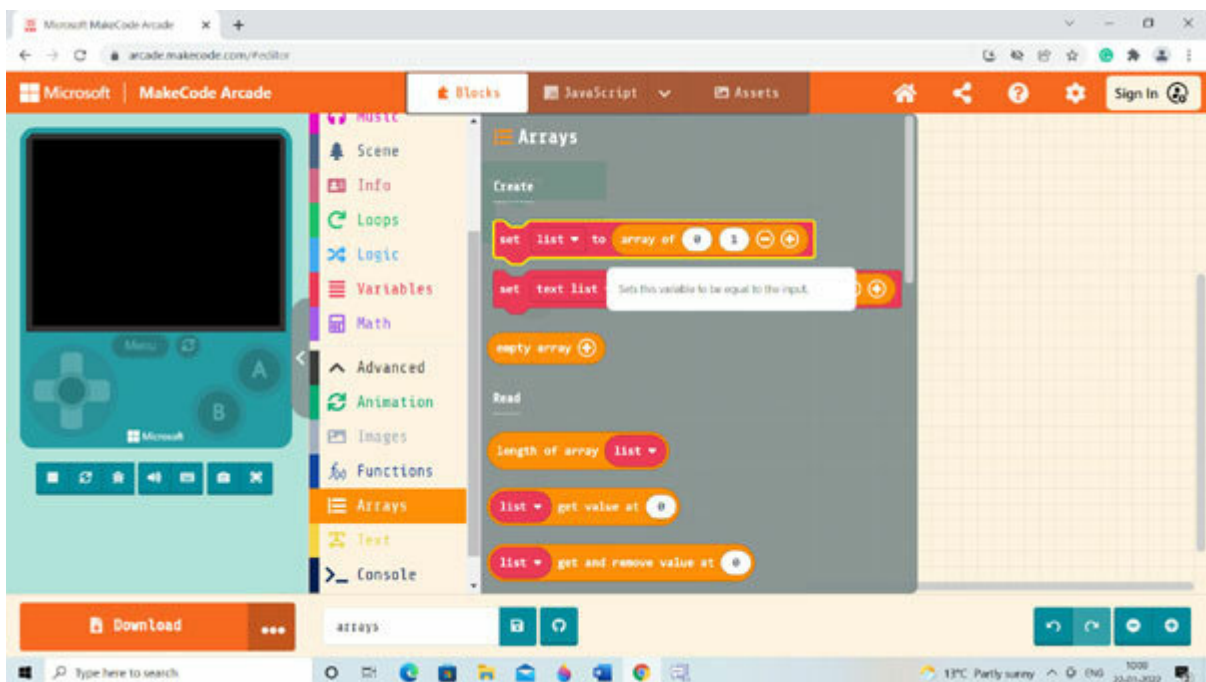 Microsoft MakeCode Arcade
arcade.makecode.com/#editor
Microsoft | MakeCode Arcade
Blocks
JavaScript
Assets
Sign In
Menu
A
B
Microsoft
Music
Scene
Info
Loops
Logic
Variables
Math
Advanced
Animation
Images
Functions
Arrays
Text
Console
Arrays
Create
set list to array of 0 1
set text list
Sets this variable to be equal to the input.
empty array
Read
length of array list
list get value at 0
list get and remove value at 0
Download
arrays
Type here to search
13°C Partly sunny
ENG